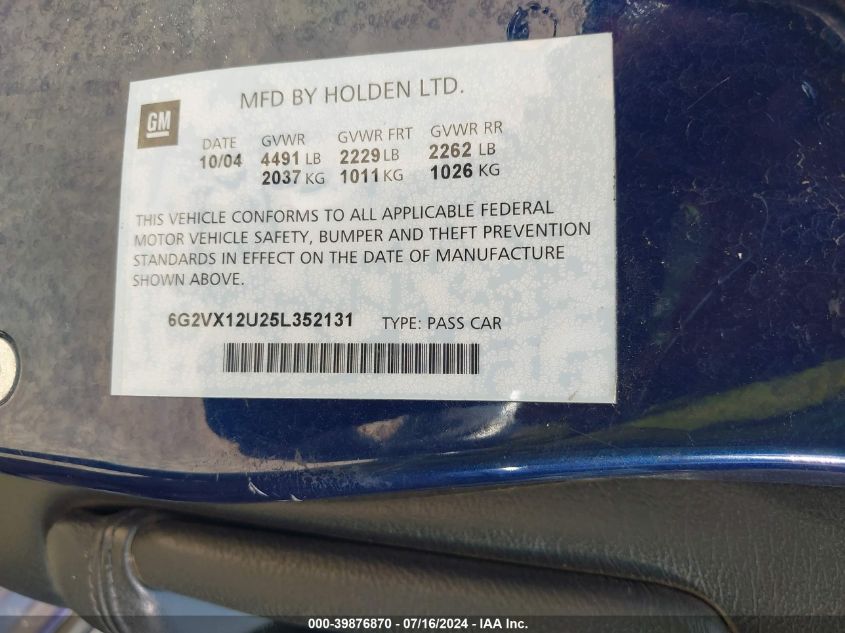 MFD BY HOLDEN LTD.
GM
DATE GVWR GVWR FRT GVWR RR
10/04 4491 LB 2229 LB 2262 LB
2037 KG 1011 KG 1026 KG
THIS VEHICLE CONFORMS TO ALL APPLICABLE FEDERAL
MOTOR VEHICLE SAFETY, BUMPER AND THEFT PREVENTION
STANDARDS IN EFFECT ON THE DATE OF MANUFACTURE
SHOWN ABOVE.
6G2VX12U25L352131 TYPE: PASS CAR
000-39876870 - 07/16/2024 - IAA Inc.